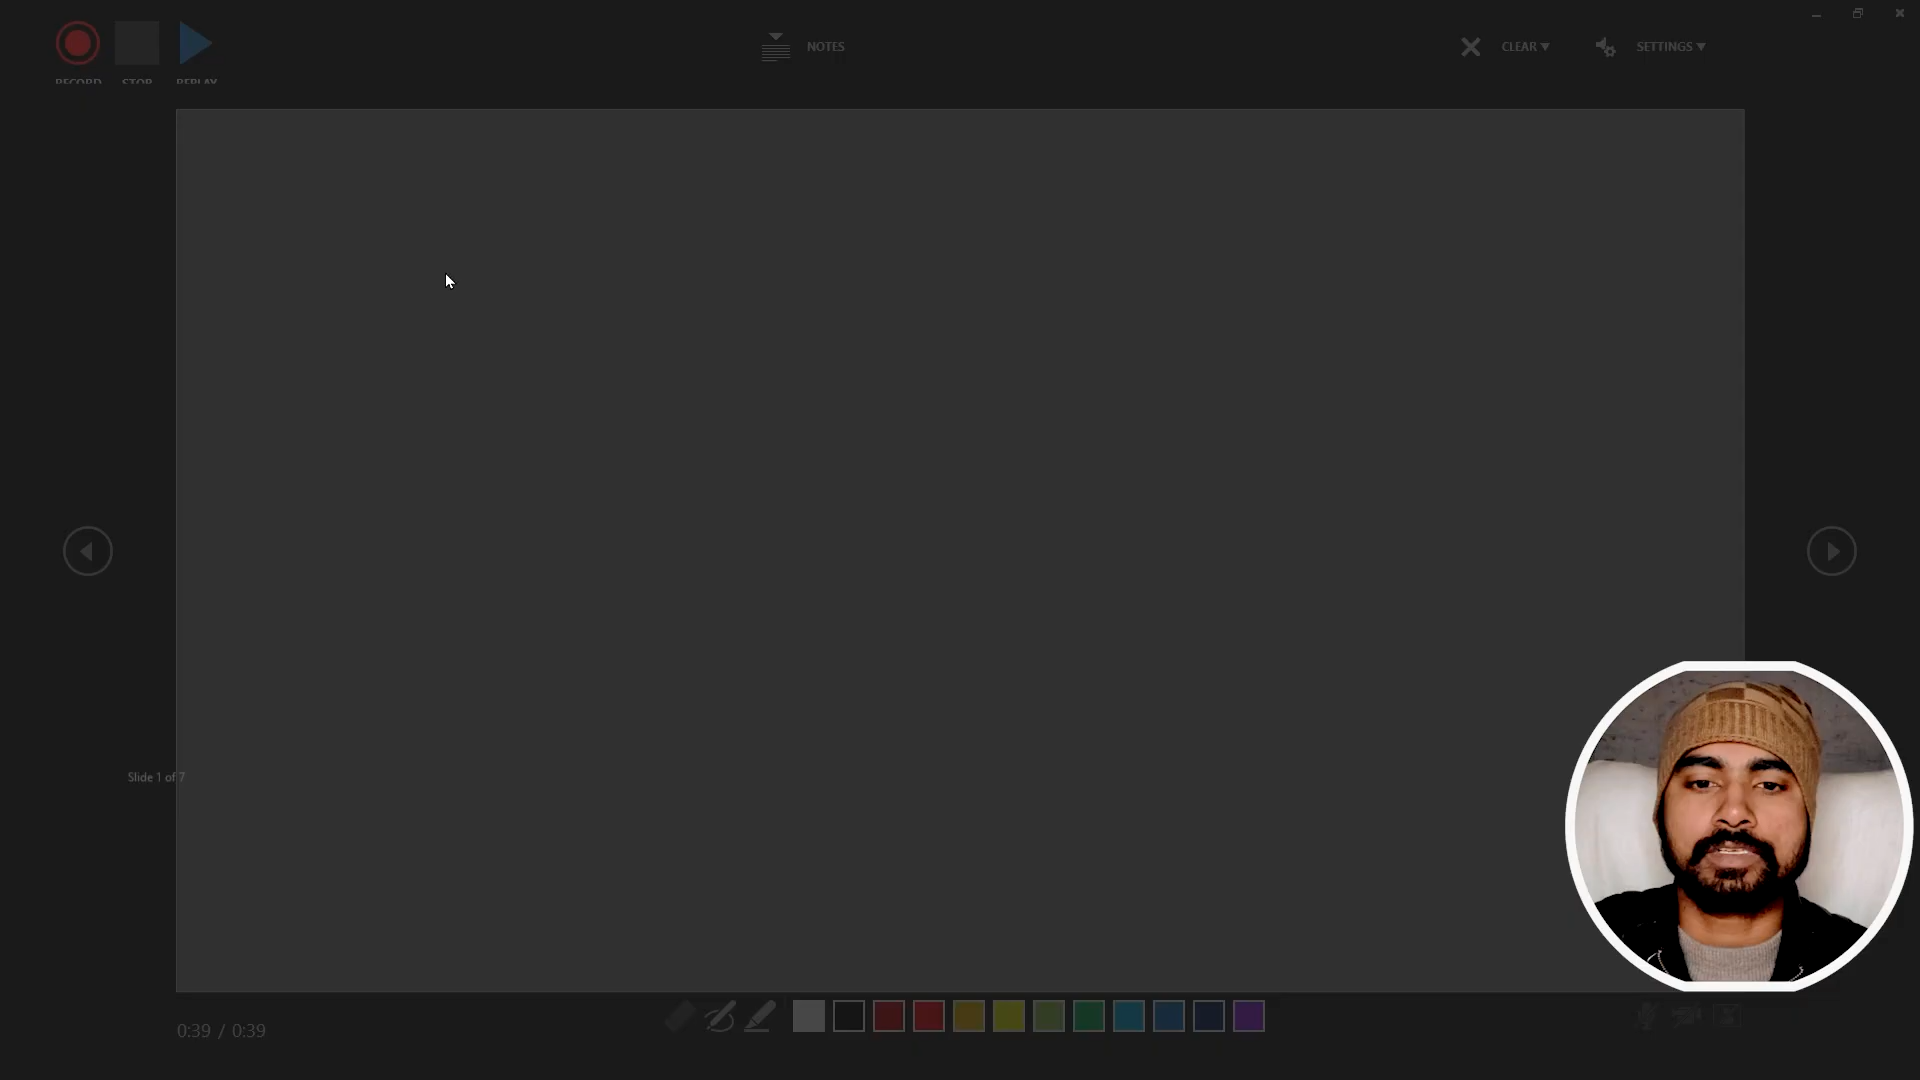 RECORD
STOP
REPLAY
NOTES
CLEAR
SETTINGS
Slide 1 of 7
0:39 / 0:39